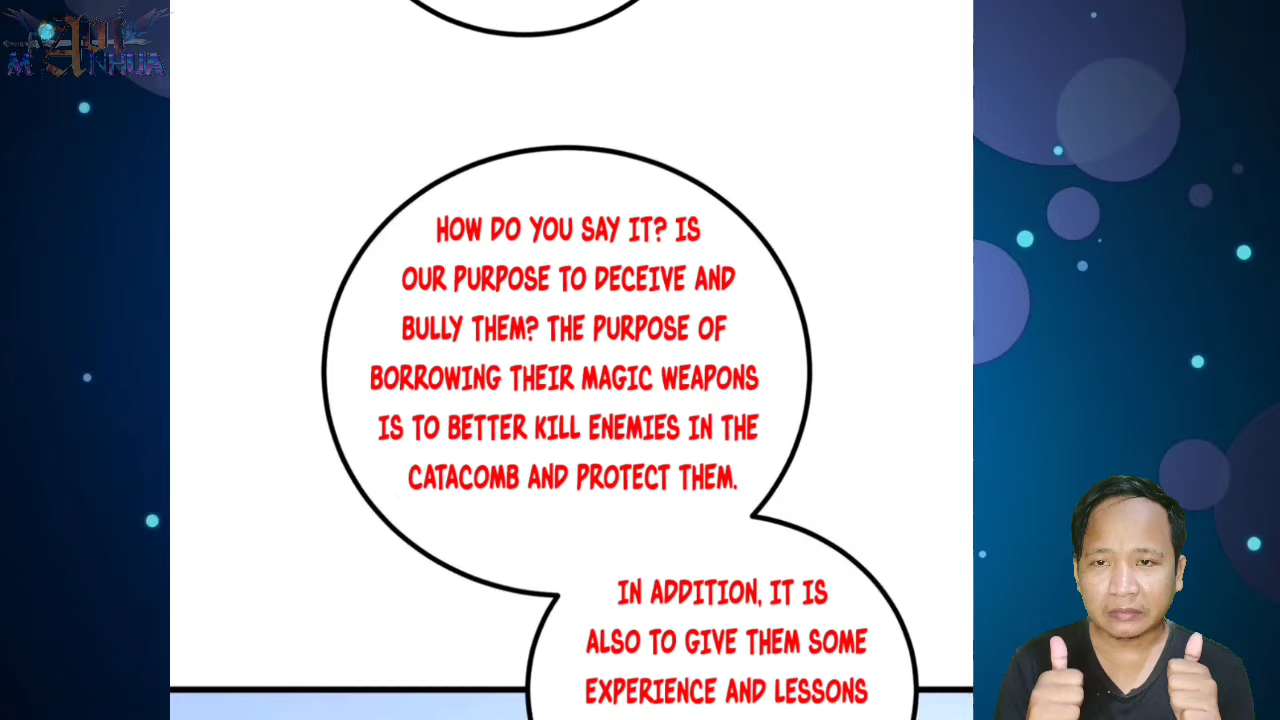 Api
MANHUA
HOW DO YOU SAY IT? IS
OUR PURPOSE TO DECEIVE AND
BULLY THEM? THE PURPOSE OF
BORROWING THEIR MAGIC WEAPONS
IS TO BETTER KILL ENEMIES IN THE
CATACOMB AND PROTECT THEM.
IN ADDITION, IT IS
ALSO TO GIVE THEM SOME
EXPERIENCE AND LESSONS